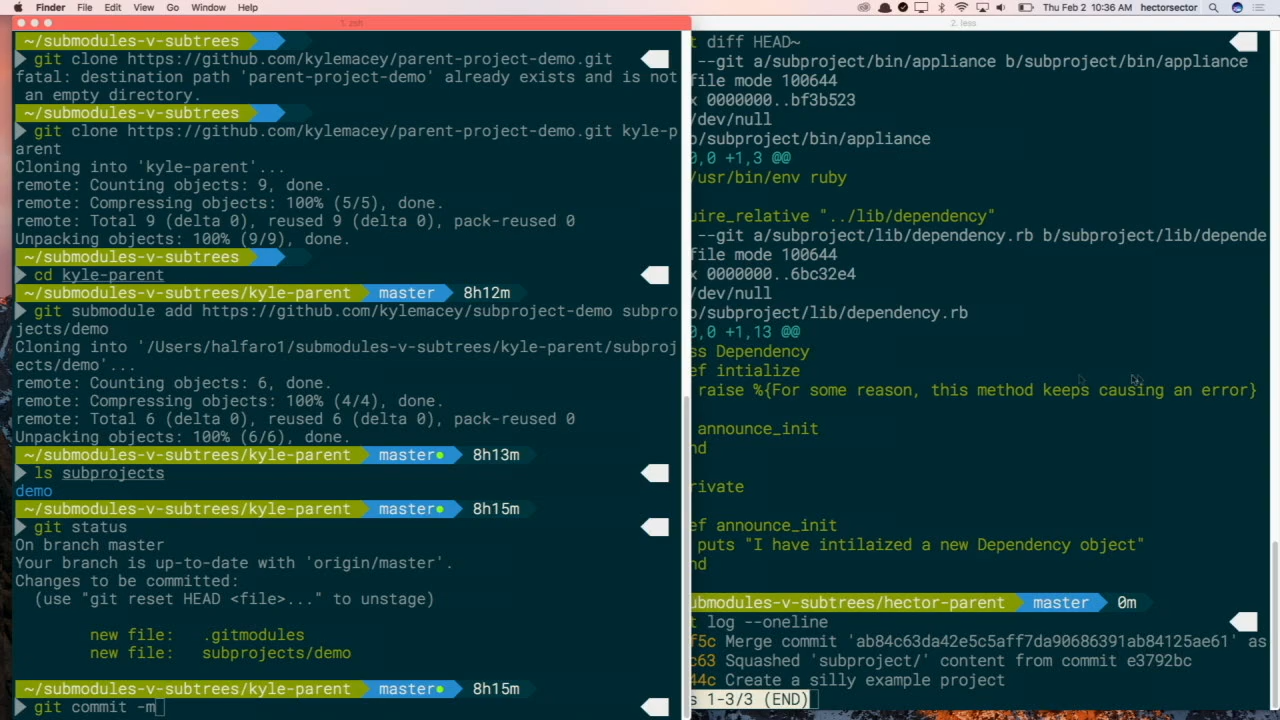 Finder File Edit View Go Window Help
Thu Feb 2 10:36 AM hectorsector
1. zsh
~/submodules-v-subtrees
git clone https://github.com/kylemacey/parent-project-demo.git
fatal: destination path 'parent-project-demo' already exists and is not
an empty directory.
~/submodules-v-subtrees
git clone https://github.com/kylemacey/parent-project-demo.git kyle-p
arent
Cloning into 'kyle-parent'...
remote: Counting objects: 9, done.
remote: Compressing objects: 100% (5/5), done.
remote: Total 9 (delta 0), reused 9 (delta 0), pack-reused 0
Unpacking objects: 100% (9/9), done.
~/submodules-v-subtrees
cd kyle-parent
~/submodules-v-subtrees/kyle-parent master 8h12m
git submodule add https://github.com/kylemacey/subproject-demo subpro
jects/demo
Cloning into '/Users/halfaro1/submodules-v-subtrees/kyle-parent/subproj
ects/demo'...
remote: Counting objects: 6, done.
remote: Compressing objects: 100% (4/4), done.
remote: Total 6 (delta 0), reused 6 (delta 0), pack-reused 0
Unpacking objects: 100% (6/6), done.
~/submodules-v-subtrees/kyle-parent master● 8h13m
ls subprojects
demo
~/submodules-v-subtrees/kyle-parent master● 8h15m
git status
On branch master
Your branch is up-to-date with 'origin/master'.
Changes to be committed:
(use "git reset HEAD <file>..." to unstage)
new file: .gitmodules
new file: subprojects/demo
~/submodules-v-subtrees/kyle-parent master● 8h15m
git commit -m
2. less
t diff HEAD~
--git a/subproject/bin/appliance b/subproject/bin/appliance
file mode 100644
x 0000000..bf3b523
/dev/null
b/subproject/bin/appliance
0,0 +1,3 @@
/usr/bin/env ruby
uire_relative "../lib/dependency"
--git a/subproject/lib/dependency.rb b/subproject/lib/depende
file mode 100644
x 0000000..6bc32e4
/dev/null
b/subproject/lib/dependency.rb
0,0 +1,13 @@
ss Dependency
ef intialize
raise %{For some reason, this method keeps causing an error}
announce_init
nd
rivate
ef announce_init
puts "I have intilaized a new Dependency object"
nd
ubmodules-v-subtrees/hector-parent master 0m
t log --oneline
f5c Merge commit 'ab84c63da42e5c5aff7da90686391ab84125ae61' as
c63 Squashed 'subproject/' content from commit e3792bc
44c Create a silly example project
s 1-3/3 (END)